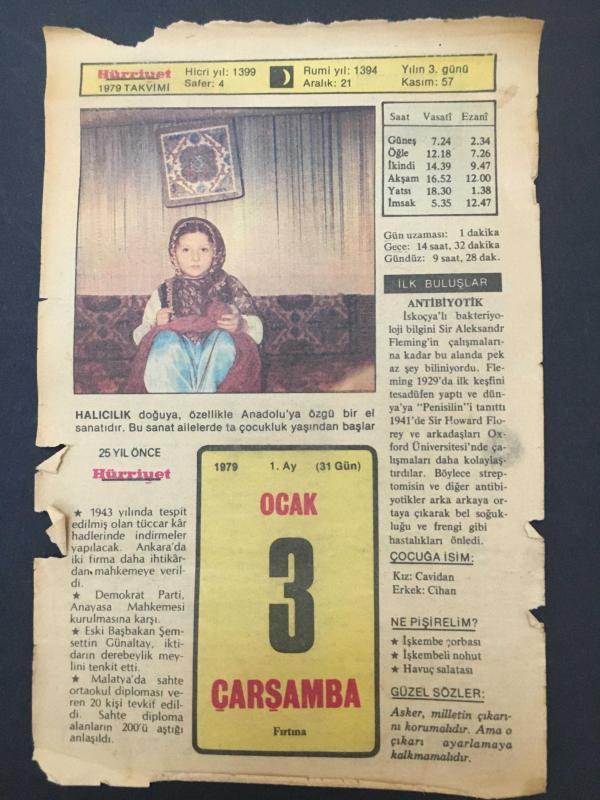 Hürriyet
1979 TAKVİMİ
Hicri yıl: 1399
Safer: 4
Rumi yıl: 1394
Aralık: 21
Yılın 3. günü
Kasım: 57
Saat Vasatî Ezanî
Güneş 7.24 2.34
Öğle 12.18 7.26
İkindi 14.39 9.47
Akşam 16.52 12.00
Yatsı 18.30 1.38
İmsak 5.35 12.47
Gün uzaması: 1 dakika
Gece: 14 saat, 32 dakika
Gündüz: 9 saat, 28 dak.
İLK BULUŞLAR
ANTİBİYOTİK
İskoçya'lı bakteriyo-
loji bilgini Sir Aleksandr
Fleming'in çalışmaları-
na kadar bu alanda pek
az şey biliniyordu. Fle-
ming 1929'da ilk keşfini
tesadüfen yaptı ve dün-
ya'ya "Penisilin"i tanıttı
1941'de Sir Howard Flo-
rey ve arkadaşları Ox-
ford Üniversitesi'nde ça-
lışmaları daha kolaylaş-
tırdılar. Böylece strep-
tomisin ve diğer antibi-
yotikler arka arkaya or-
taya çıkarak bel soğuk-
luğu ve frengi gibi
hastalıkları önledi.
ÇOCUĞA İSİM:
Kız: Cavidan
Erkek: Cihan
NE PİŞİRELİM?
★ İşkembe çorbası
★ İşkembeli nohut
★ Havuç salatası
GÜZEL SÖZLER:
Asker, milletin çıkarı-
nı korumalıdır. Ama o
çıkarı ayarlamaya
kalkmamalıdır.
HALICILIK doğuya, özellikle Anadolu'ya özgü bir el
sanatıdır. Bu sanat ailelerde ta çocukluk yaşından başlar
25 YIL ÖNCE
Hürriyet
★ 1943 yılında tespit
edilmiş olan tüccar kâr
hadlerinde indirmeler
yapılacak. Ankara'da
iki firma daha ihtikâr-
dan mahkemeye veril-
di.
★ Demokrat Parti,
Anayasa Mahkemesi
kurulmasına karşı.
★ Eski Başbakan Şem-
settin Günaltay, ikti-
darın derebeylik mey-
lini tenkit etti.
★ Malatya'da sahte
ortaokul diploması ve-
ren 20 kişi tevkif edil-
di. Sahte diploma
alanların 200'ü aştığı
anlaşıldı.
1979 1. Ay (31 Gün)
OCAK
3
ÇARŞAMBA
Fırtına